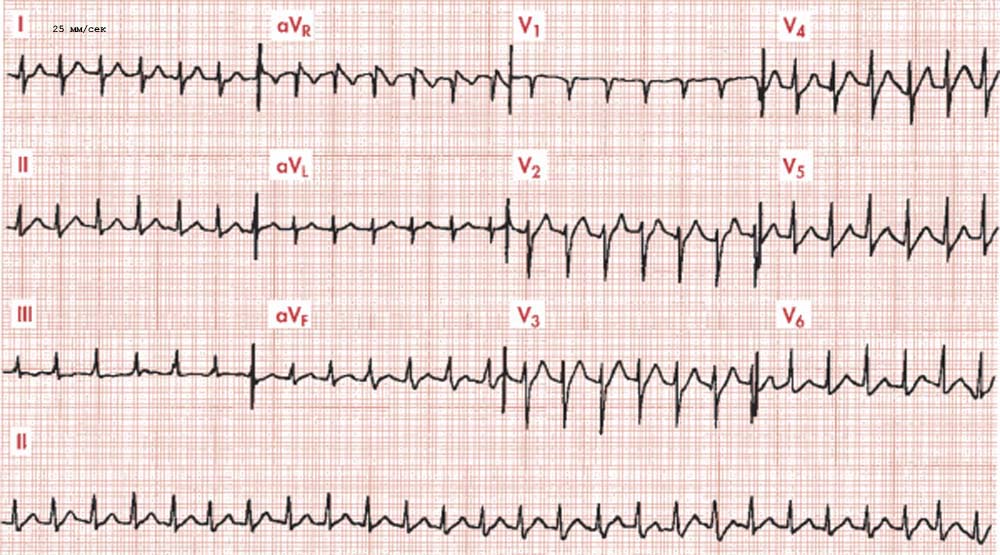 I 25 мм/сек aVR V1 V4
II aVL V2 V5
III aVF V3 V6
II